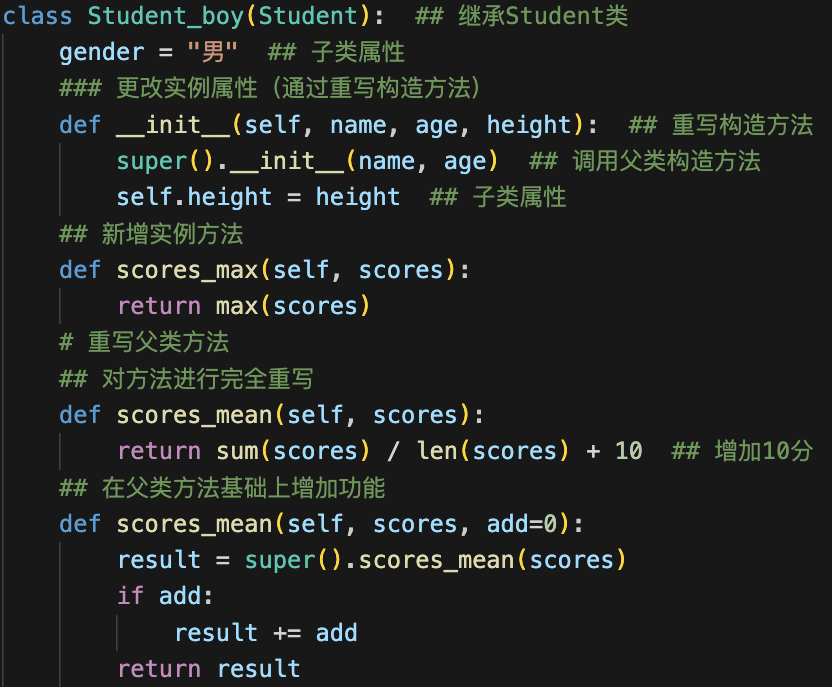 class Student_boy(Student):  ## 继承Student类
    gender = "男"  ## 子类属性
    ### 更改实例属性（通过重写构造方法）
    def __init__(self, name, age, height):  ## 重写构造方法
        super().__init__(name, age)  ## 调用父类构造方法
        self.height = height  ## 子类属性
    ## 新增实例方法
    def scores_max(self, scores):
        return max(scores)
    # 重写父类方法
    ## 对方法进行完全重写
    def scores_mean(self, scores):
        return sum(scores) / len(scores) + 10  ## 增加10分
    ## 在父类方法基础上增加功能
    def scores_mean(self, scores, add=0):
        result = super().scores_mean(scores)
        if add:
            result += add
        return result